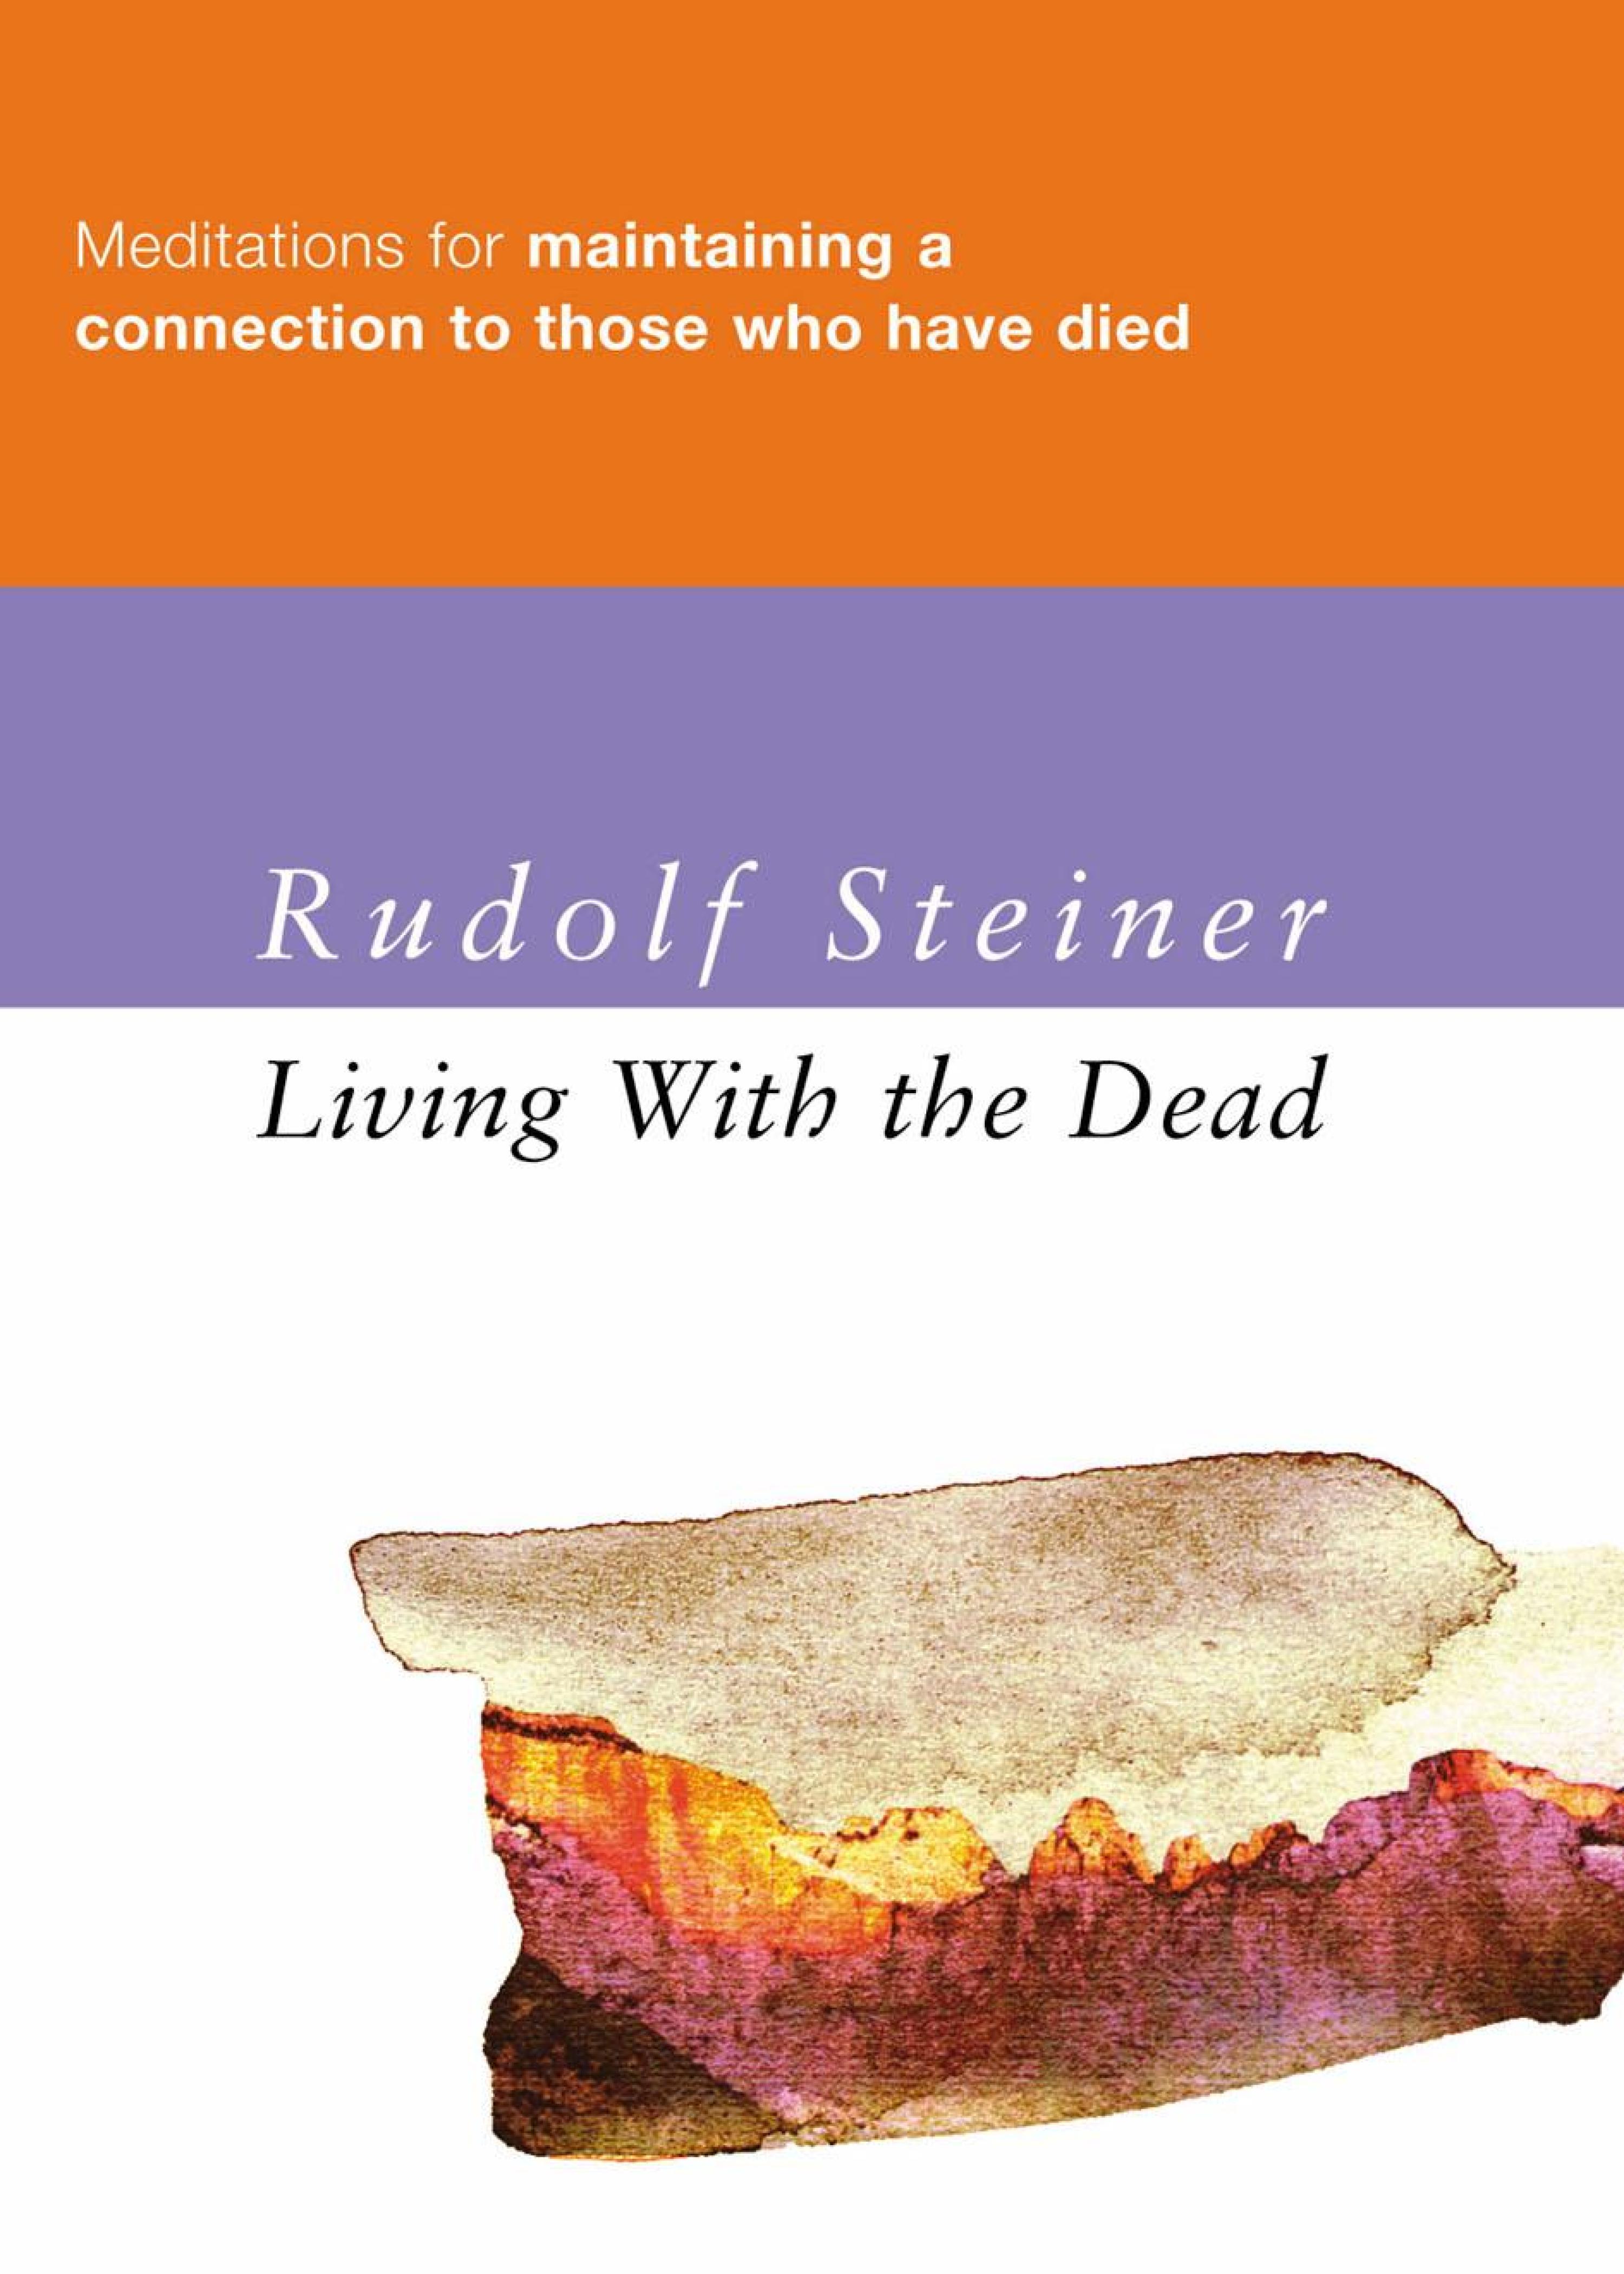 Meditations for maintaining a
connection to those who have died
Rudolf Steiner
Living With the Dead